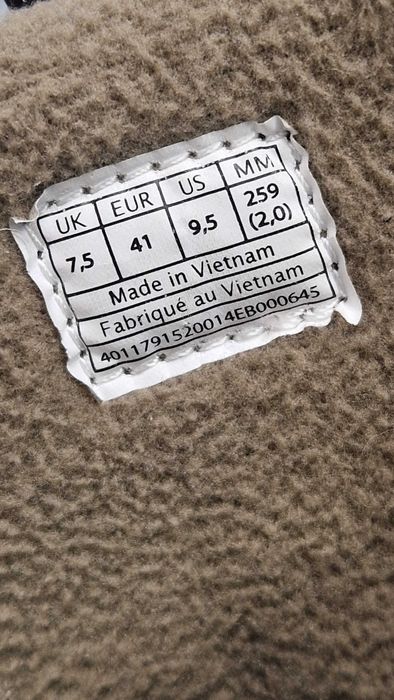 UK EUR US MM
7,5 41 9,5 259 (2,0)
Made in Vietnam
Fabriqué au Vietnam
4011791520014EB000645